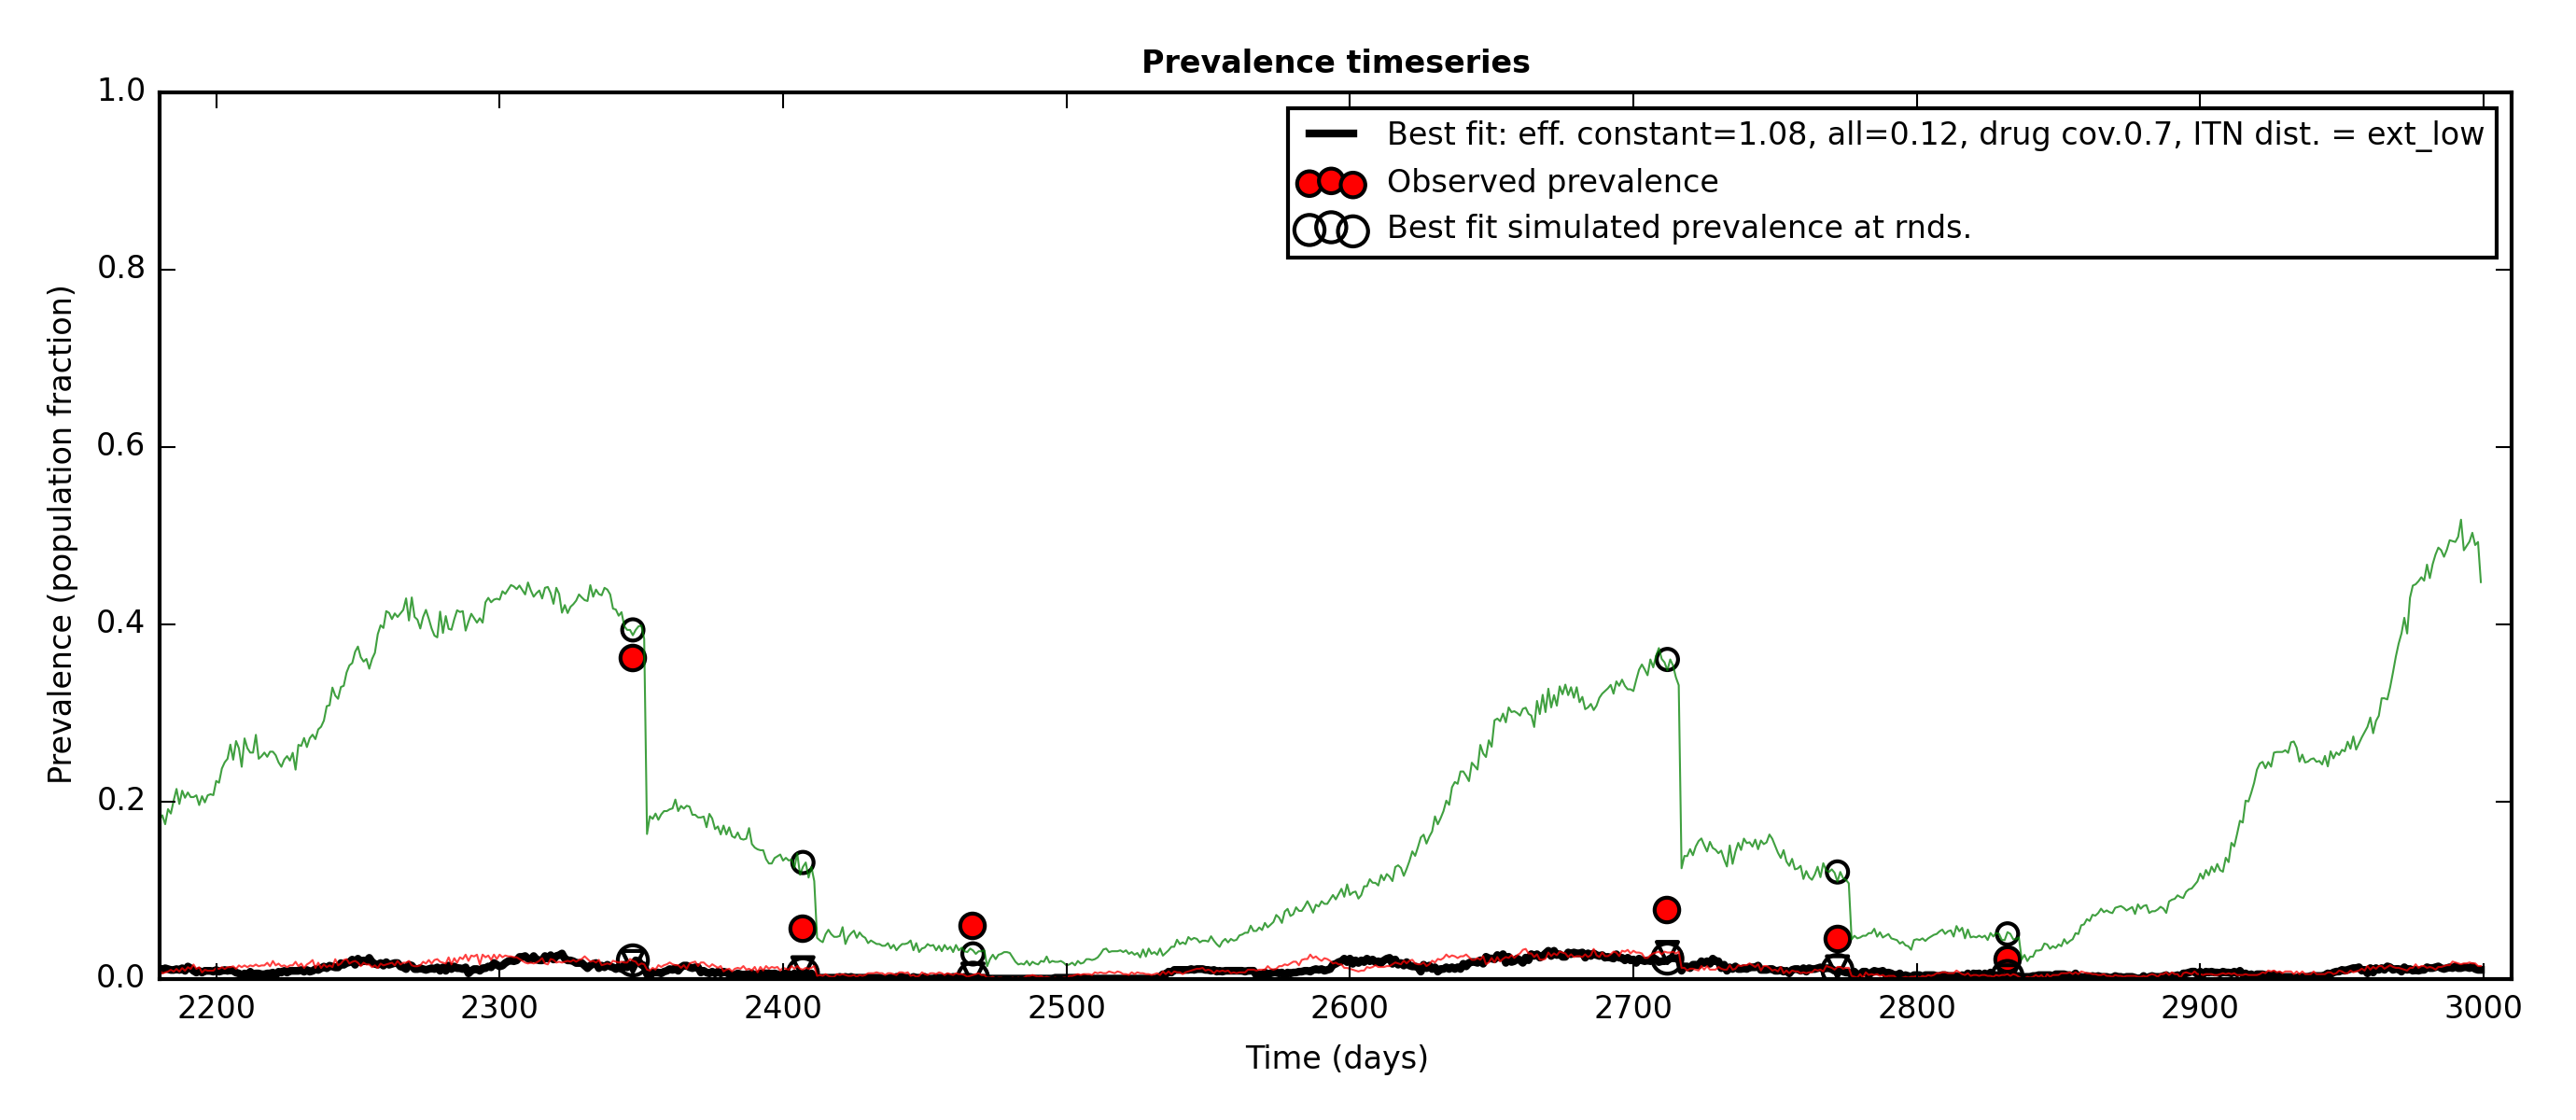 Prevalence timeseries
Prevalence (population fraction)
1.0
0.8
0.6
0.4
0.2
0.0
Best fit: eff. constant=1.08, all=0.12, drug cov.0.7, ITN dist. = ext_low
Observed prevalence
Best fit simulated prevalence at rnds.
2200 2300 2400 2500 2600 2700 2800 2900 3000
Time (days)